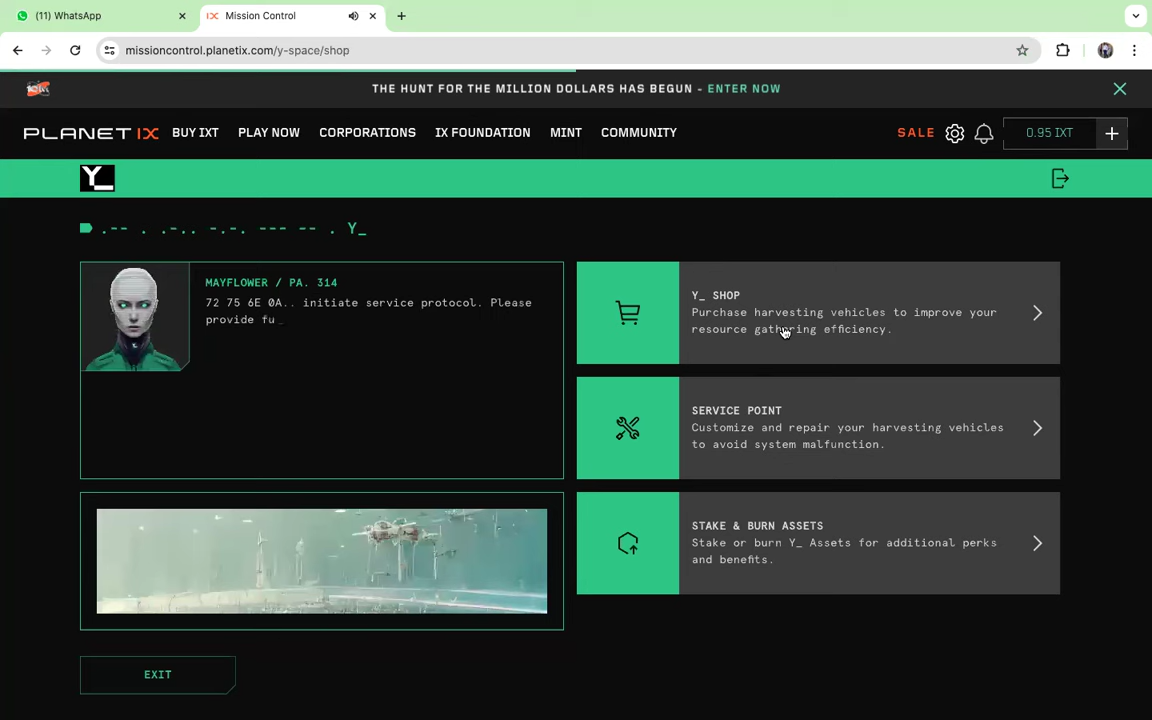 (11) WhatsApp
Mission Control
missioncontrol.planetix.com/y-space/shop
THE HUNT FOR THE MILLION DOLLARS HAS BEGUN - ENTER NOW
PLANET IX
BUY IXT
PLAY NOW
CORPORATIONS
IX FOUNDATION
MINT
COMMUNITY
SALE
0.95 IXT
Y_
.-- . .-.. -.-. --- -- . Y_
MAYFLOWER / PA. 314
72 75 6E 0A.. initiate service protocol. Please
provide fu _
Y_ SHOP
Purchase harvesting vehicles to improve your
resource gathering efficiency.
SERVICE POINT
Customize and repair your harvesting vehicles
to avoid system malfunction.
STAKE & BURN ASSETS
Stake or burn Y_ Assets for additional perks
and benefits.
EXIT